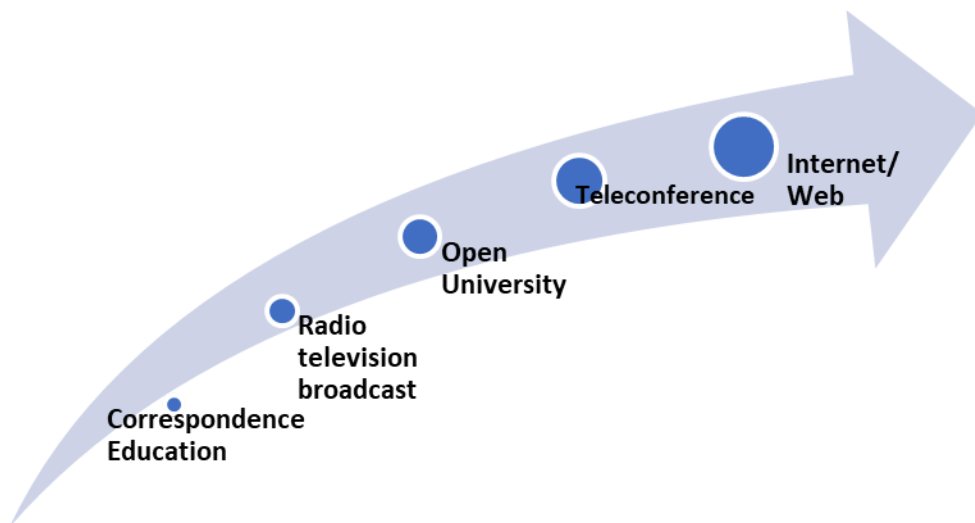 Correspondence
Education
Radio
television
broadcast
Open
University
Teleconference
Internet/
Web